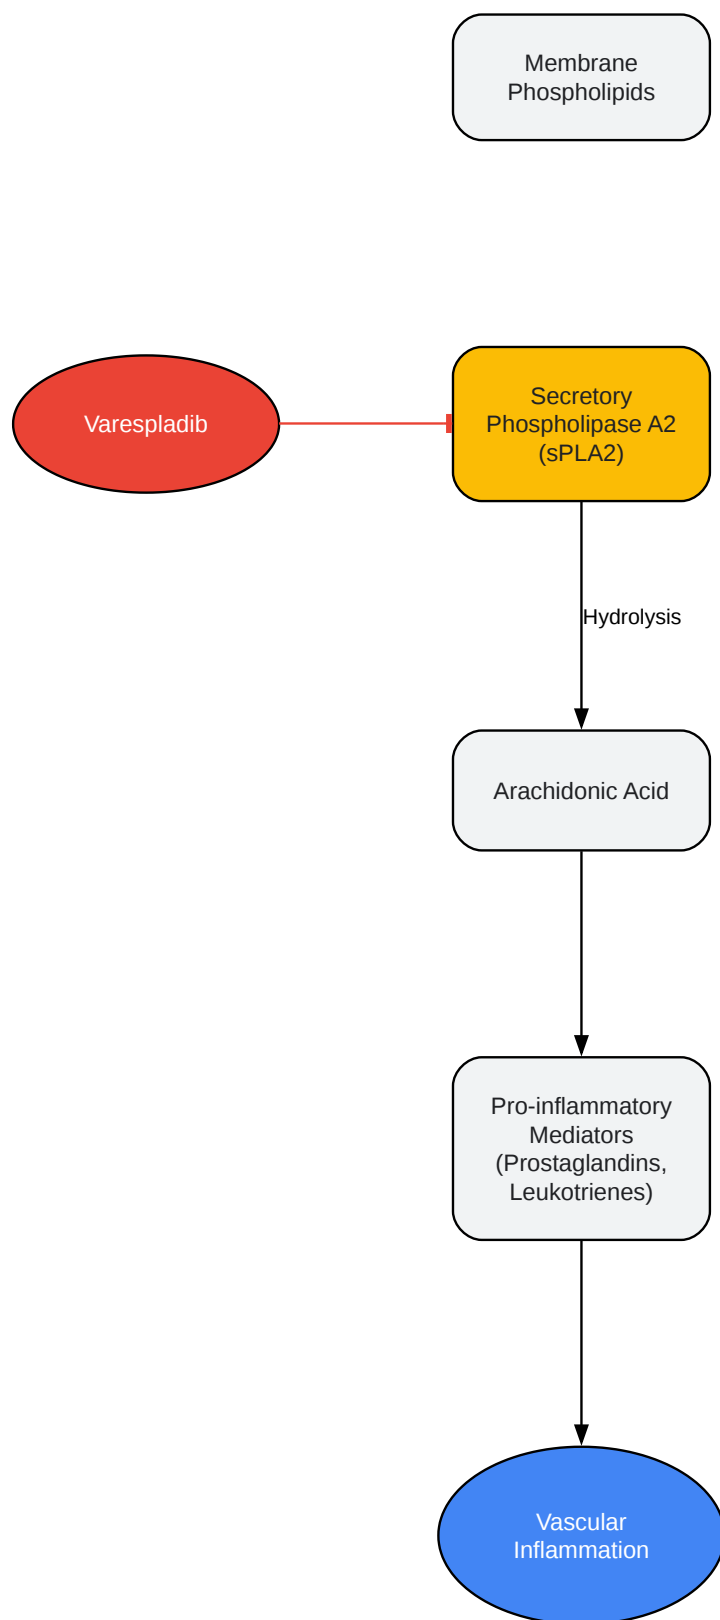 Membrane
Phospholipids
Varespladib
Secretory
Phospholipase A2
(sPLA2)
Hydrolysis
Arachidonic Acid
Pro-inflammatory
Mediators
(Prostaglandins,
Leukotrienes)
Vascular
Inflammation